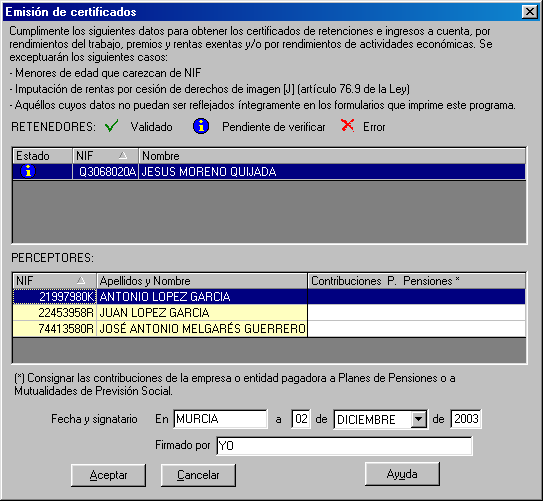 Emisión de certificados
Cumplimente los siguientes datos para obtener los certificados de retenciones e ingresos a cuenta, por
rendimientos del trabajo, premios y rentas exentas y/o por rendimientos de actividades económicas. Se
exceptuarán los siguientes casos:
- Menores de edad que carezcan de NIF
- Imputación de rentas por cesión de derechos de imagen [J] (artículo 76.9 de la Ley)
- Aquéllos cuyos datos no puedan ser reflejados íntegramente en los formularios que imprime este programa.
RETENEDORES: Validado Pendiente de verificar Error
Estado NIF Nombre
Q3068020A JESUS MORENO QUIJADA
PERCEPTORES:
NIF Apellidos y Nombre Contribuciones P. Pensiones *
21997980K ANTONIO LOPEZ GARCIA
22453958R JUAN LOPEZ GARCIA
74413580R JOSÉ ANTONIO MELGARÉS GUERRERO
(*) Consignar las contribuciones de la empresa o entidad pagadora a Planes de Pensiones o a
Mutualidades de Previsión Social.
Fecha y signatario En MURCIA a 02 de DICIEMBRE de 2003
Firmado por YO
Aceptar Cancelar Ayuda